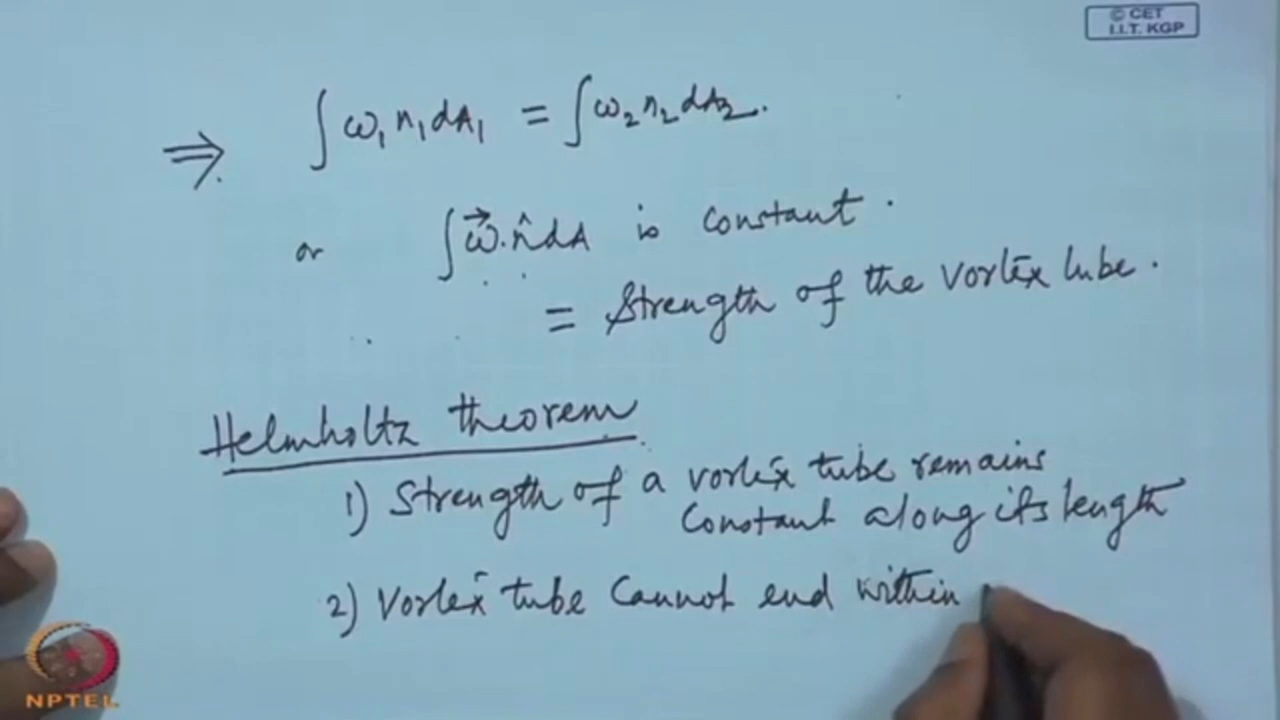 © CET
I.I.T. KGP
⇒ ∫ω₁n₁dA₁ = ∫ω₂n₂dA₂.
or ∫ω⃗.n̂dA is constant.
= Strength of the vortex tube.
Helmholtz theorem
1) Strength of a vortex tube remains
constant along its length
2) Vortex tube cannot end within
NPTEL